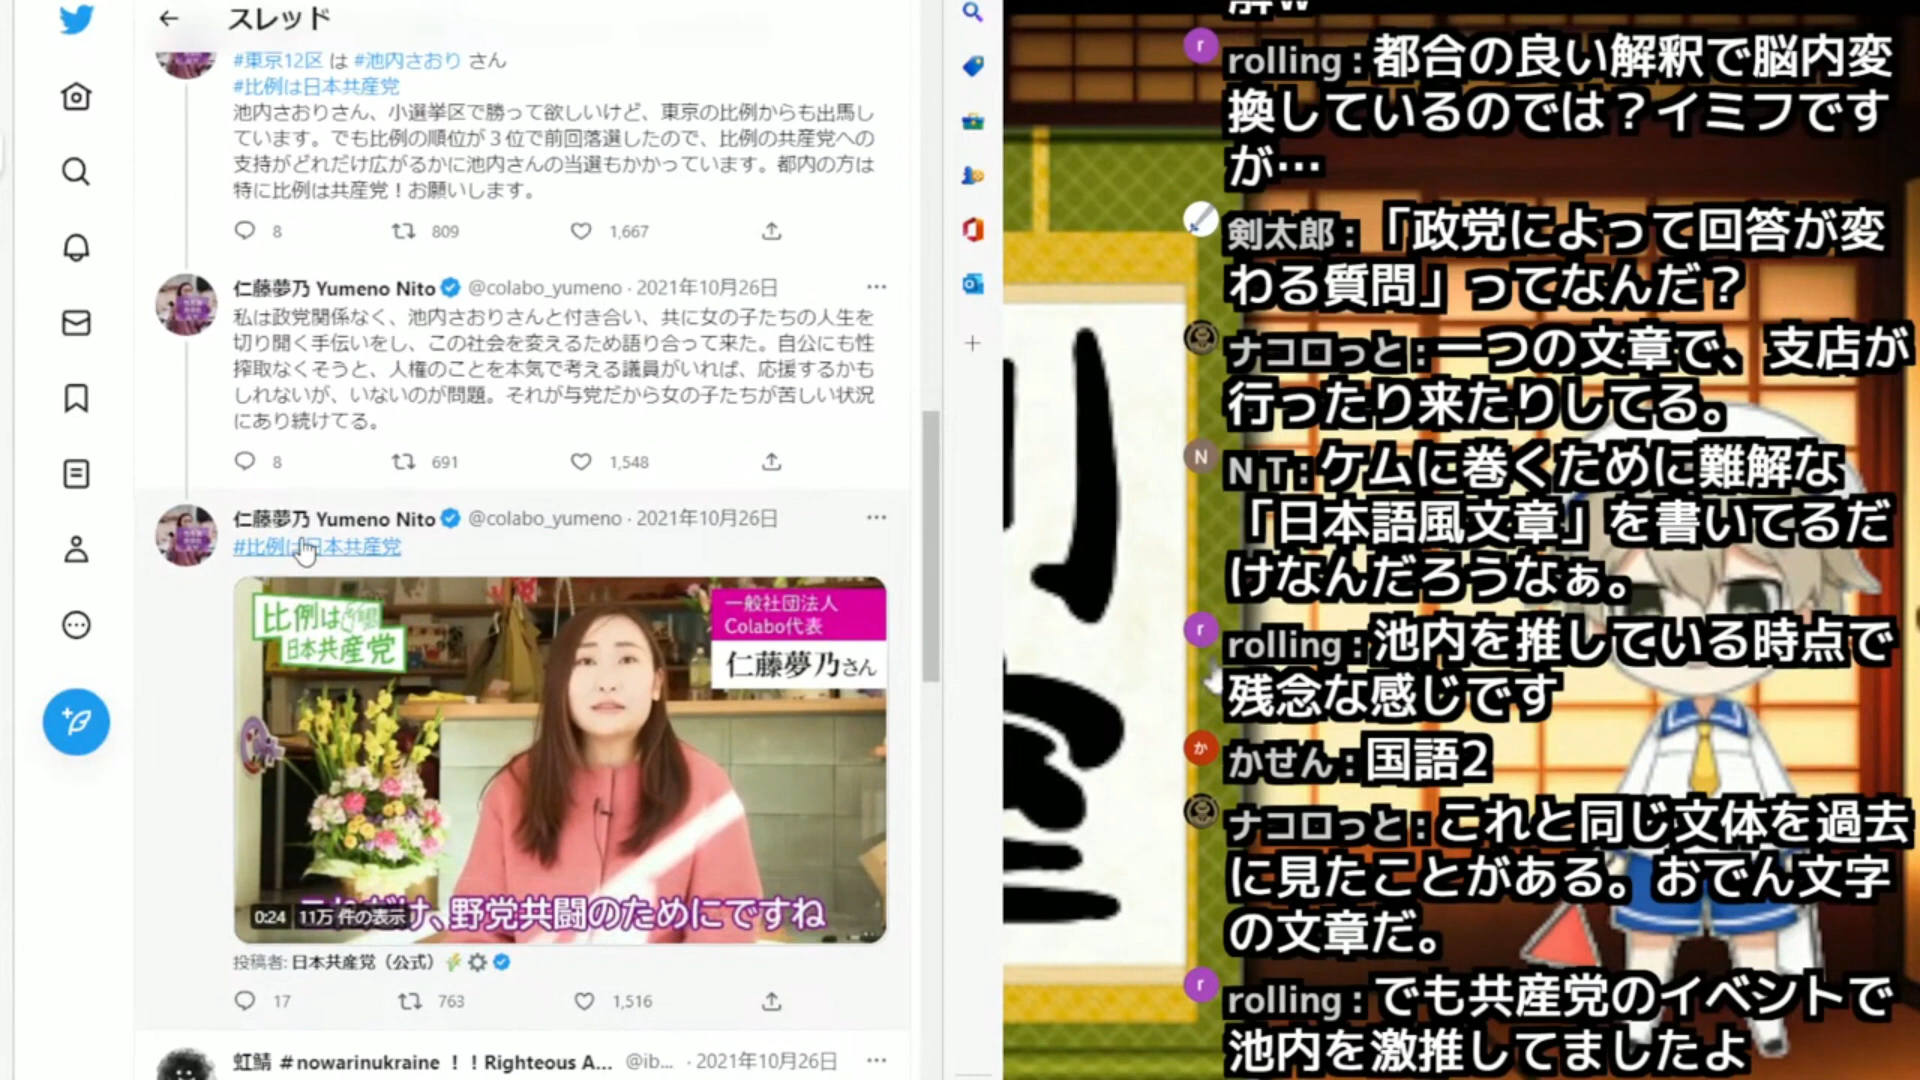 スレッド
#東京12区 は #池内さおり さん
#比例は日本共産党
池内さおりさん、小選挙区で勝って欲しいけど、東京の比例からも出馬し
ています。でも比例の順位が３位で前回落選したので、比例の共産党への
支持がどれだけ広がるかに池内さんの当選もかかっています。都内の方は
特に比例は共産党！お願いします。
8 809 1,667
仁藤夢乃 Yumeno Nito @colabo_yumeno · 2021年10月26日
私は政党関係なく、池内さおりさんと付き合い、共に女の子たちの人生を
切り開く手伝いをし、この社会を変えるため語り合って来た。自公にも性
搾取なくそうと、人権のことを本気で考える議員がいれば、応援するかも
しれないが、いないのが問題。それが与党だから女の子たちが苦しい状況
にあり続けてる。
8 691 1,548
仁藤夢乃 Yumeno Nito @colabo_yumeno · 2021年10月26日
#比例は日本共産党
比例は
日本共産党
一般社団法人
Colabo代表
仁藤夢乃さん
け、野党共闘のためにですね
0:24 11万 件の表示
投稿者: 日本共産党（公式）
17 763 1,516
虹鯖 ＃nowarinukraine ！！Righteous A... @ib... · 2021年10月26日
解w
r rolling : 都合の良い解釈で脳内変
換しているのでは？イミフです
が…
剣太郎 : 「政党によって回答が変
わる質問」ってなんだ？
ナコロっと : 一つの文章で、支店が
行ったり来たりしてる。
N N T : ケムに巻くために難解な
「日本語風文章」を書いてるだ
けなんだろうなぁ。
r rolling : 池内を推している時点で
残念な感じです
か かせん : 国語2
ナコロっと : これと同じ文体を過去
に見たことがある。おでん文字
の文章だ。
r rolling : でも共産党のイベントで
池内を激推してましたよ